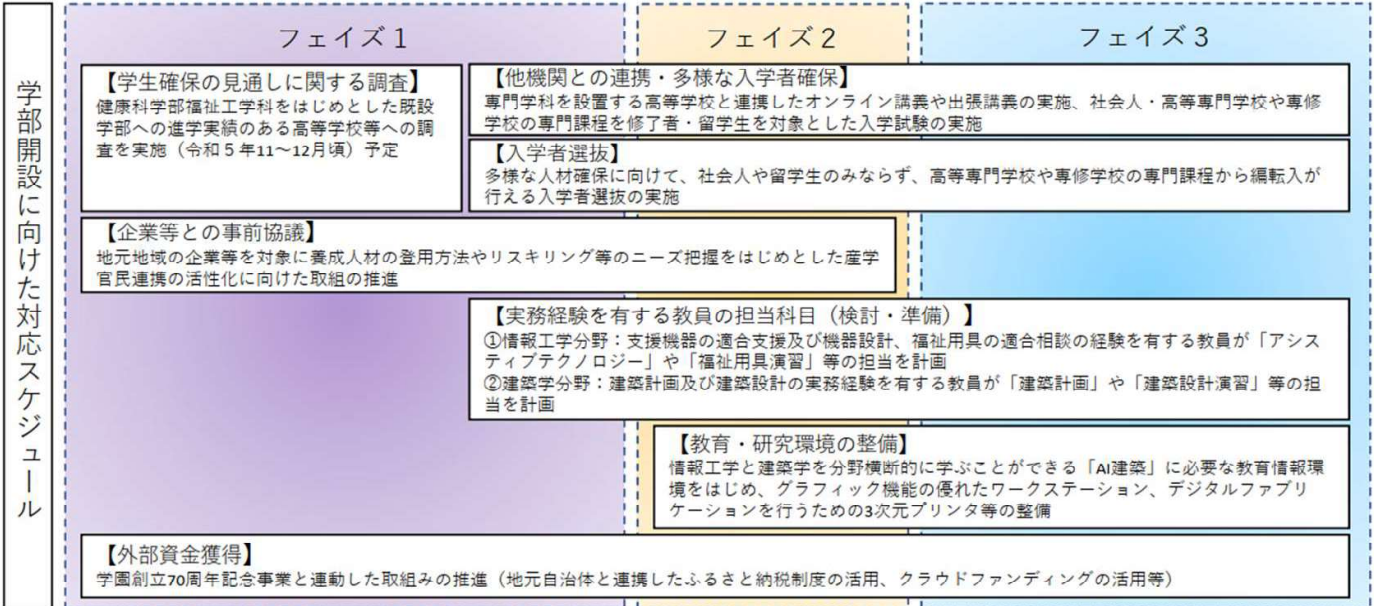 学部開設に向けた対応スケジュール
フェイズ1
フェイズ2
フェイズ3
【学生確保の見通しに関する調査】
健康科学部福祉工学科をはじめとした既設
学部への進学実績のある高等学校等への調
査を実施(令和5年11～12月頃)予定
【他機関との連携・多様な入学者確保】
専門学科を設置する高等学校と連携したオンライン講義や出張講義の実施、社会人・高等専門学校や専修
学校の専門課程を修了者・留学生を対象とした入学試験の実施
【入学者選抜】
多様な人材確保に向けて、社会人や留学生のみならず、高等専門学校や専修学校の専門課程から編転入が
行える入学者選抜の実施
【企業等との事前協議】
地元地域の企業等を対象に養成人材の登用方法やリスキリング等のニーズ把握をはじめとした産学
官民連携の活性化に向けた取組の推進
【実務経験を有する教員の担当科目(検討・準備)】
①情報工学分野:支援機器の適合支援及び機器設計、福祉用具の適合相談の経験を有する教員が「アシス
ティブテクノロジー」や「福祉用具演習」等の担当を計画
②建築学分野:建築計画及び建築設計の実務経験を有する教員が「建築計画」や「建築設計演習」等の担
当を計画
【教育・研究環境の整備】
情報工学と建築学を分野横断的に学ぶことができる「AI建築」に必要な教育情報環
境をはじめ、グラフィック機能の優れたワークステーション、デジタルファブリ
ケーションを行うための3次元プリンタ等の整備
【外部資金獲得】
学園創立70周年記念事業と連動した取組みの推進(地元自治体と連携したふるさと納税制度の活用、クラウドファンディングの活用等)